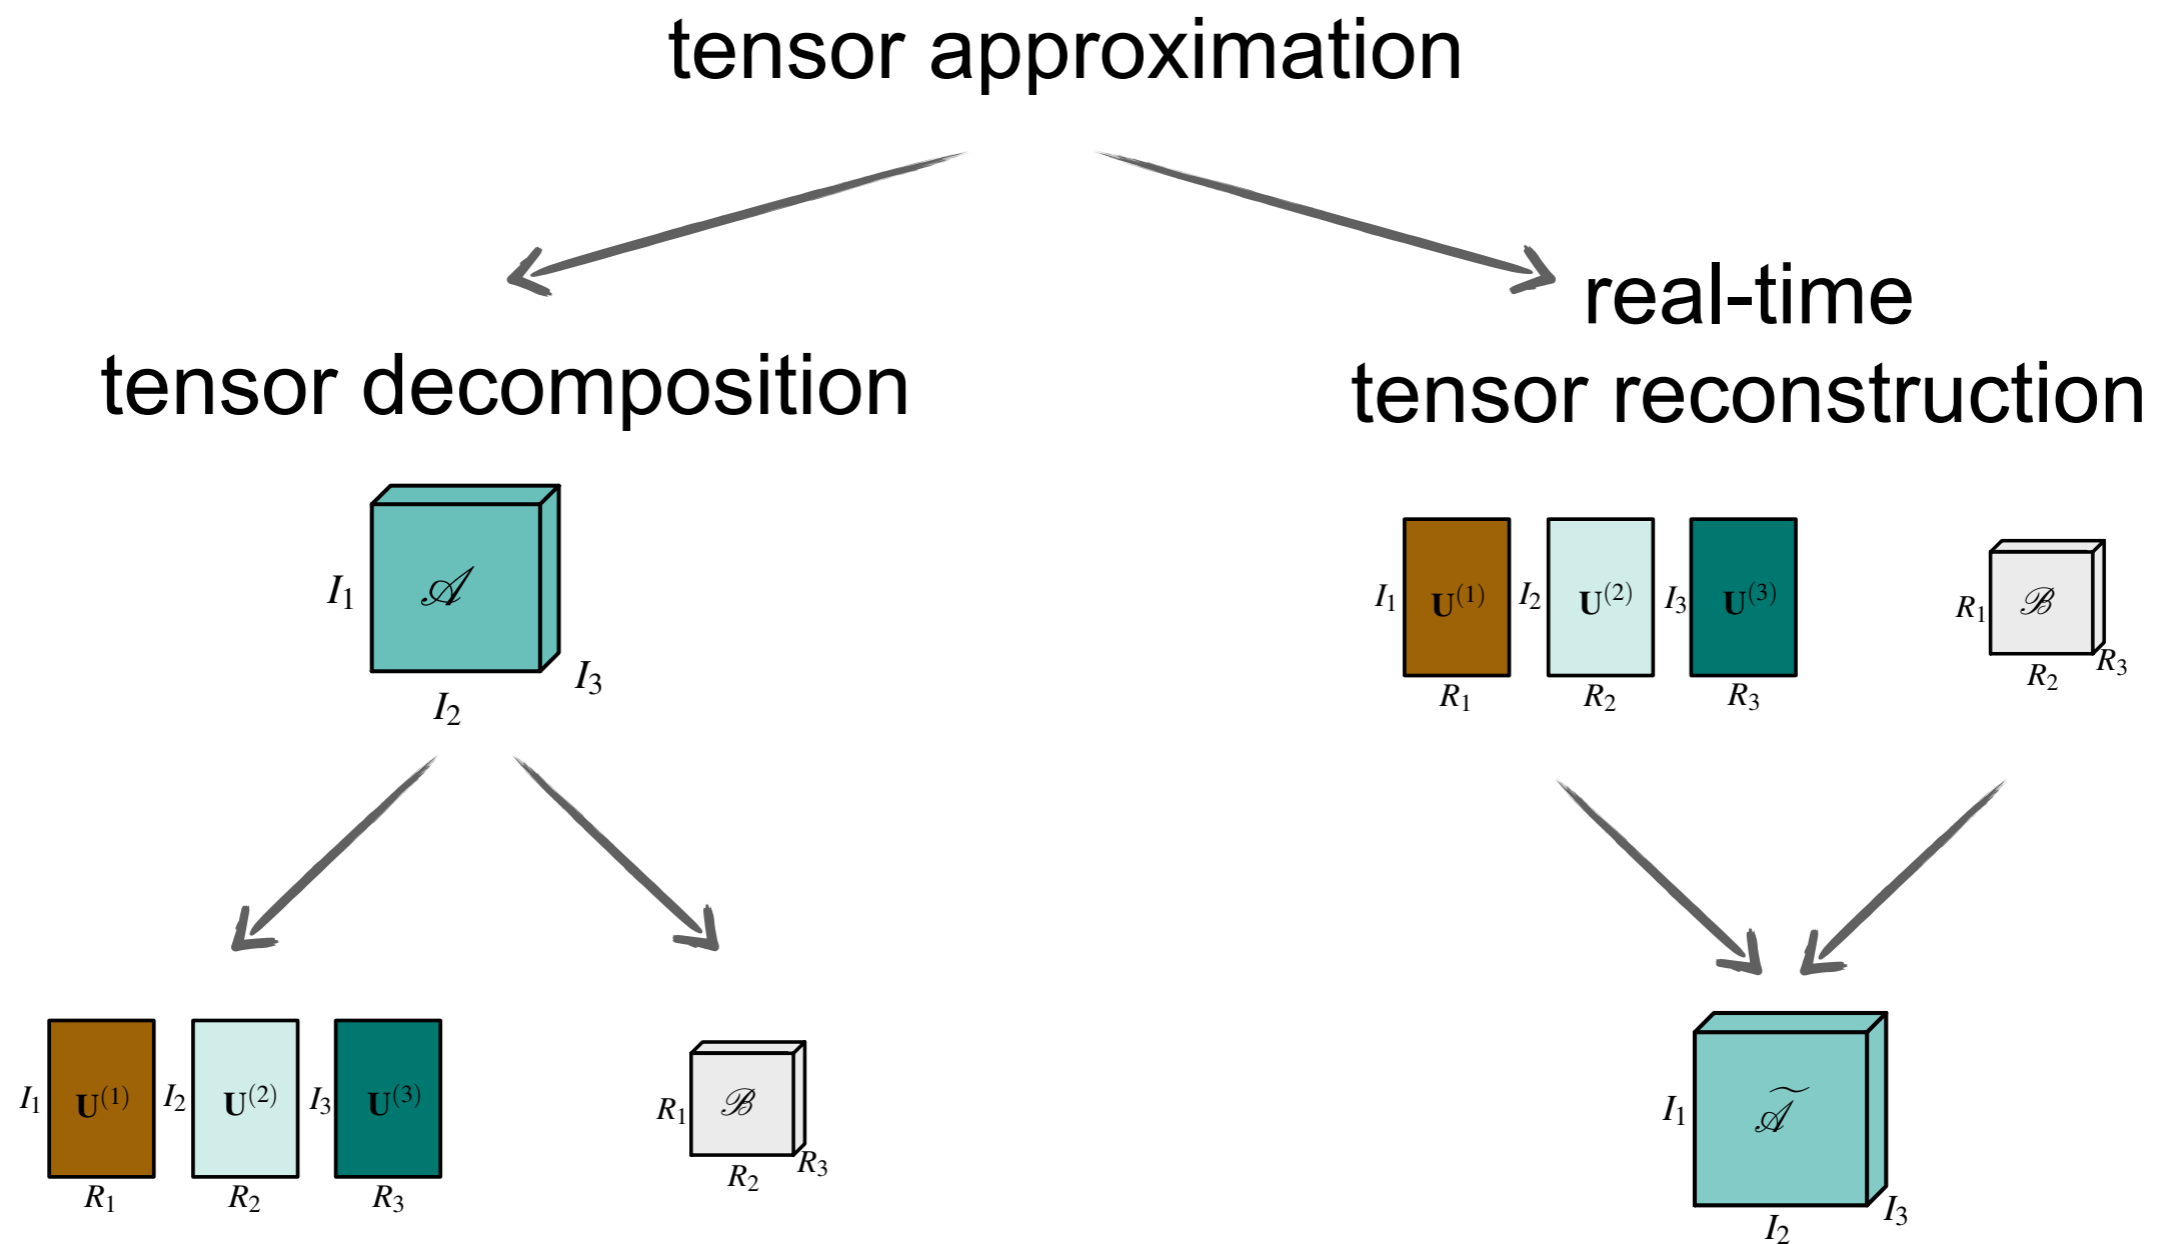 tensor approximation
tensor decomposition
real-time
tensor reconstruction
𝒜
I₁
I₂
I₃
I₁ U⁽¹⁾ I₂ U⁽²⁾ I₃ U⁽³⁾
R₁ R₂ R₃
R₁ ℬ
R₂ R₃
I₁ U⁽¹⁾ I₂ U⁽²⁾ I₃ U⁽³⁾
R₁ R₂ R₃
R₁ ℬ
R₂ R₃
I₁ 𝒜̃
I₂ I₃